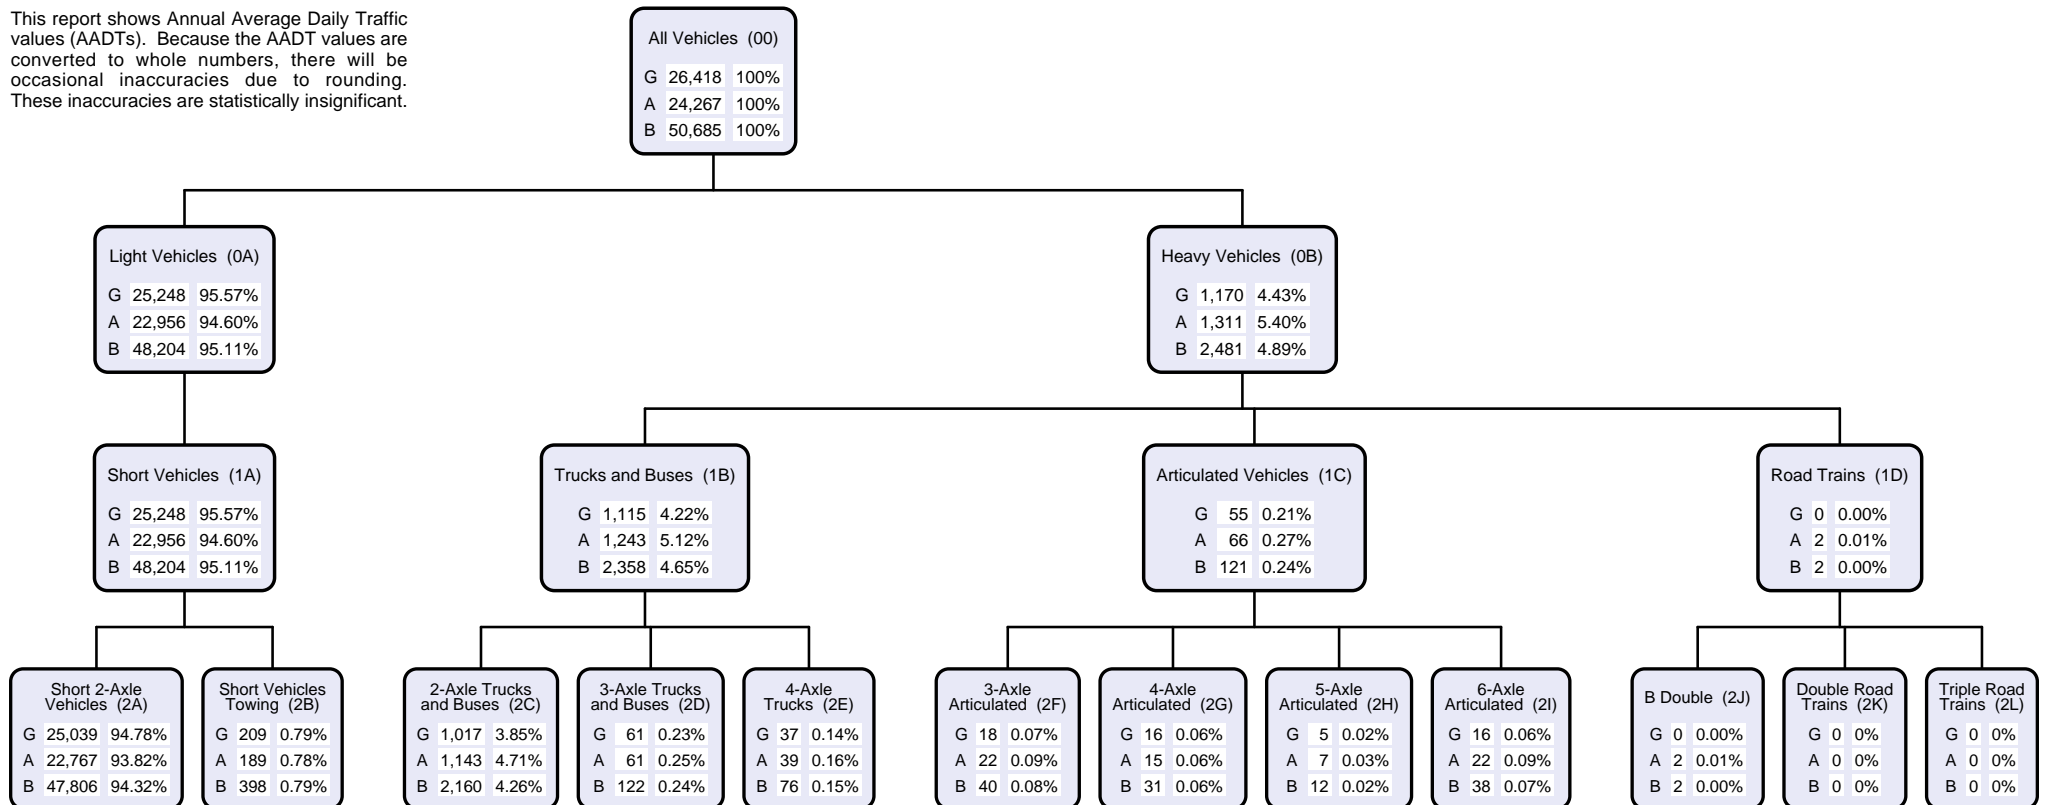 This report shows Annual Average Daily Traffic
values (AADTs).  Because the AADT values are
converted to whole numbers, there will be
occasional inaccuracies due to rounding.
These inaccuracies are statistically insignificant.
All Vehicles (00)
G 26,418 100%
A 24,267 100%
B 50,685 100%
Light Vehicles (0A)
G 25,248 95.57%
A 22,956 94.60%
B 48,204 95.11%
Heavy Vehicles (0B)
G 1,170 4.43%
A 1,311 5.40%
B 2,481 4.89%
Short Vehicles (1A)
G 25,248 95.57%
A 22,956 94.60%
B 48,204 95.11%
Trucks and Buses (1B)
G 1,115 4.22%
A 1,243 5.12%
B 2,358 4.65%
Articulated Vehicles (1C)
G 55 0.21%
A 66 0.27%
B 121 0.24%
Road Trains (1D)
G 0 0.00%
A 2 0.01%
B 2 0.00%
Short 2-Axle
Vehicles (2A)
G 25,039 94.78%
A 22,767 93.82%
B 47,806 94.32%
Short Vehicles
Towing (2B)
G 209 0.79%
A 189 0.78%
B 398 0.79%
2-Axle Trucks
and Buses (2C)
G 1,017 3.85%
A 1,143 4.71%
B 2,160 4.26%
3-Axle Trucks
and Buses (2D)
G 61 0.23%
A 61 0.25%
B 122 0.24%
4-Axle
Trucks (2E)
G 37 0.14%
A 39 0.16%
B 76 0.15%
3-Axle
Articulated (2F)
G 18 0.07%
A 22 0.09%
B 40 0.08%
4-Axle
Articulated (2G)
G 16 0.06%
A 15 0.06%
B 31 0.06%
5-Axle
Articulated (2H)
G 5 0.02%
A 7 0.03%
B 12 0.02%
6-Axle
Articulated (2I)
G 16 0.06%
A 22 0.09%
B 38 0.07%
B Double (2J)
G 0 0.00%
A 2 0.01%
B 2 0.00%
Double Road
Trains (2K)
G 0 0%
A 0 0%
B 0 0%
Triple Road
Trains (2L)
G 0 0%
A 0 0%
B 0 0%